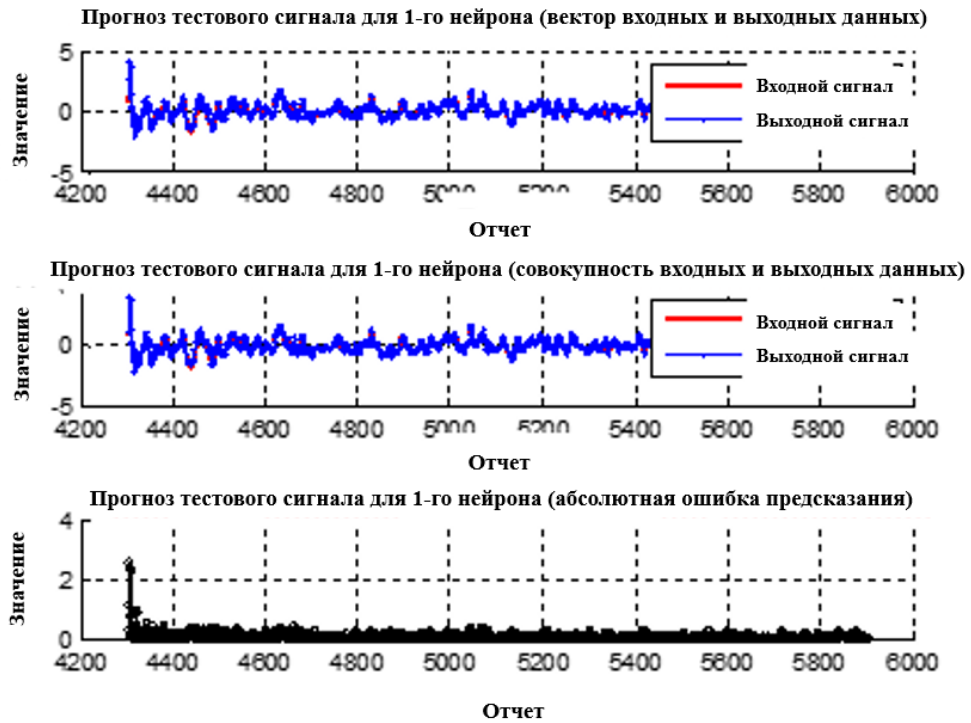 Прогноз тестового сигнала для 1-го нейрона (вектор входных и выходных данных)
5
0
-5
Значение
Входной сигнал
Выходной сигнал
4200 4400 4600 4800 5400 5600 5800 6000
Отчет
Прогноз тестового сигнала для 1-го нейрона (совокупность входных и выходных данных)
0
-5
Значение
Входной сигнал
Выходной сигнал
4200 4400 4600 4800 5000 5200 5400 5600 5800 6000
Отчет
Прогноз тестового сигнала для 1-го нейрона (абсолютная ошибка предсказания)
4
2
0
Значение
4200 4400 4600 4800 5000 5200 5400 5600 5800 6000
Отчет